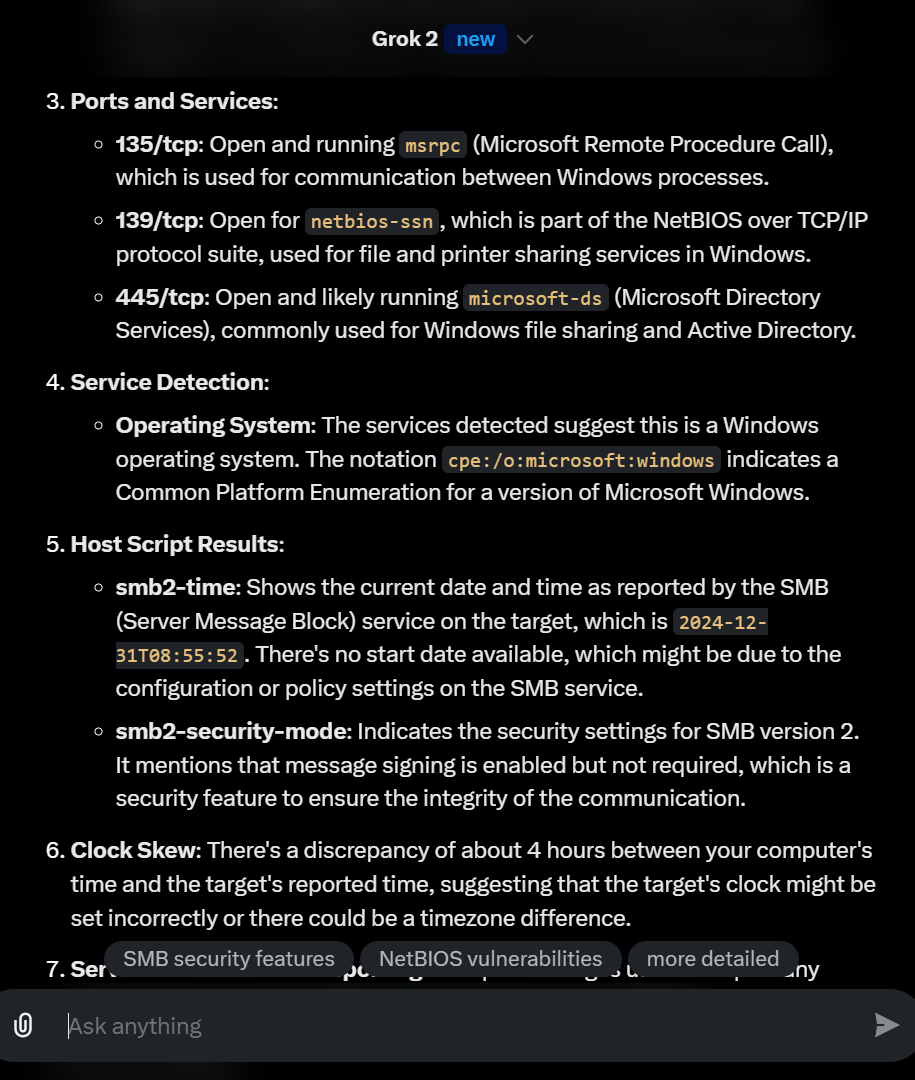 Grok 2 new
3. Ports and Services:
135/tcp: Open and running msrpc (Microsoft Remote Procedure Call),
which is used for communication between Windows processes.
139/tcp: Open for netbios-ssn, which is part of the NetBIOS over TCP/IP
protocol suite, used for file and printer sharing services in Windows.
445/tcp: Open and likely running microsoft-ds (Microsoft Directory
Services), commonly used for Windows file sharing and Active Directory.
4. Service Detection:
Operating System: The services detected suggest this is a Windows
operating system. The notation cpe:/o:microsoft:windows indicates a
Common Platform Enumeration for a version of Microsoft Windows.
5. Host Script Results:
smb2-time: Shows the current date and time as reported by the SMB
(Server Message Block) service on the target, which is 2024-12-
31T08:55:52. There's no start date available, which might be due to the
configuration or policy settings on the SMB service.
smb2-security-mode: Indicates the security settings for SMB version 2.
It mentions that message signing is enabled but not required, which is a
security feature to ensure the integrity of the communication.
6. Clock Skew: There's a discrepancy of about 4 hours between your computer's
time and the target's reported time, suggesting that the target's clock might be
set incorrectly or there could be a timezone difference.
7.
SMB security features NetBIOS vulnerabilities more detailed
Ask anything